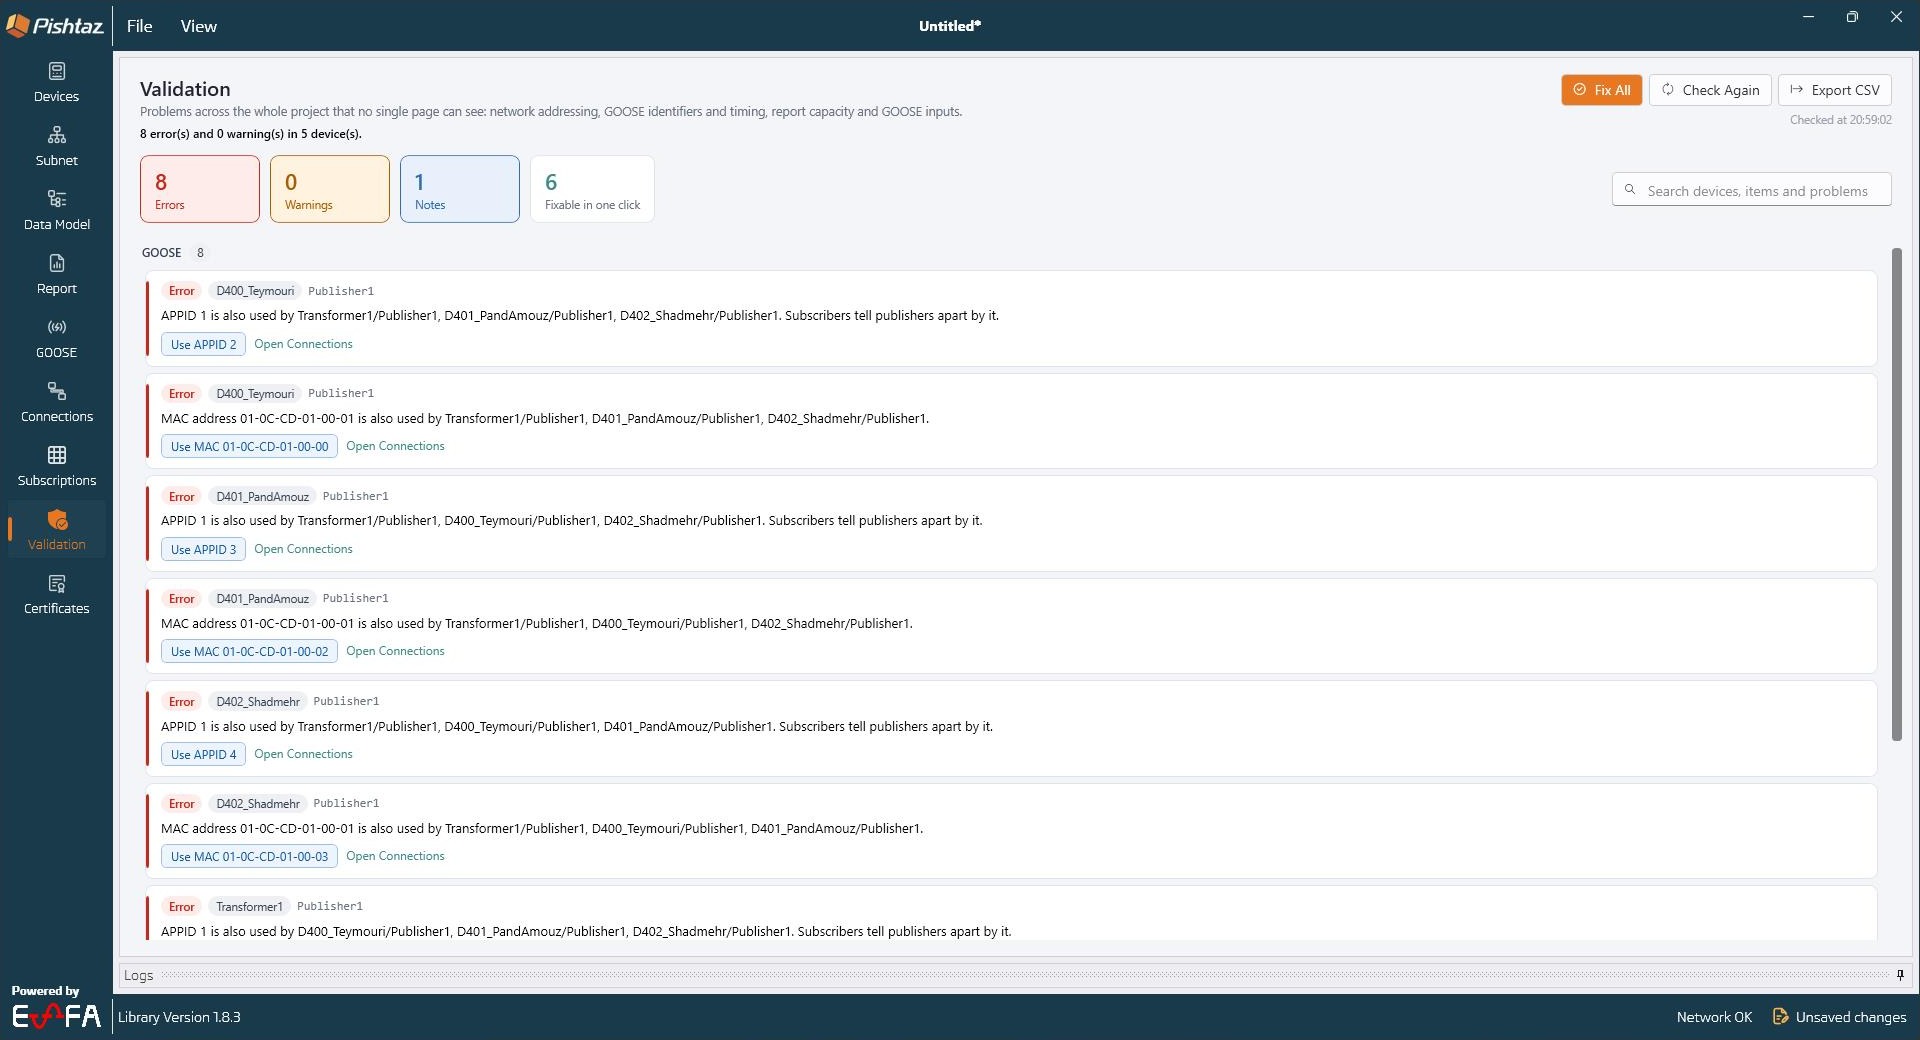 Pishtaz
File
View
Untitled*
Devices
Subnet
Data Model
Report
GOOSE
Connections
Subscriptions
Validation
Certificates
Validation
Problems across the whole project that no single page can see: network addressing, GOOSE identifiers and timing, report capacity and GOOSE inputs.
8 error(s) and 0 warning(s) in 5 device(s).
Fix All
Check Again
Export CSV
Checked at 20:59:02
8
Errors
0
Warnings
1
Notes
6
Fixable in one click
Search devices, items and problems
GOOSE 8
Error D400_Teymouri Publisher1
APPID 1 is also used by Transformer1/Publisher1, D401_PandAmouz/Publisher1, D402_Shadmehr/Publisher1. Subscribers tell publishers apart by it.
Use APPID 2 Open Connections
Error D400_Teymouri Publisher1
MAC address 01-0C-CD-01-00-01 is also used by Transformer1/Publisher1, D401_PandAmouz/Publisher1, D402_Shadmehr/Publisher1.
Use MAC 01-0C-CD-01-00-00 Open Connections
Error D401_PandAmouz Publisher1
APPID 1 is also used by Transformer1/Publisher1, D400_Teymouri/Publisher1, D402_Shadmehr/Publisher1. Subscribers tell publishers apart by it.
Use APPID 3 Open Connections
Error D401_PandAmouz Publisher1
MAC address 01-0C-CD-01-00-01 is also used by Transformer1/Publisher1, D400_Teymouri/Publisher1, D402_Shadmehr/Publisher1.
Use MAC 01-0C-CD-01-00-02 Open Connections
Error D402_Shadmehr Publisher1
APPID 1 is also used by Transformer1/Publisher1, D400_Teymouri/Publisher1, D401_PandAmouz/Publisher1. Subscribers tell publishers apart by it.
Use APPID 4 Open Connections
Error D402_Shadmehr Publisher1
MAC address 01-0C-CD-01-00-01 is also used by Transformer1/Publisher1, D400_Teymouri/Publisher1, D401_PandAmouz/Publisher1.
Use MAC 01-0C-CD-01-00-03 Open Connections
Error Transformer1 Publisher1
APPID 1 is also used by D400_Teymouri/Publisher1, D401_PandAmouz/Publisher1, D402_Shadmehr/Publisher1. Subscribers tell publishers apart by it.
Logs
Powered by
Library Version 1.8.3
Network OK
Unsaved changes